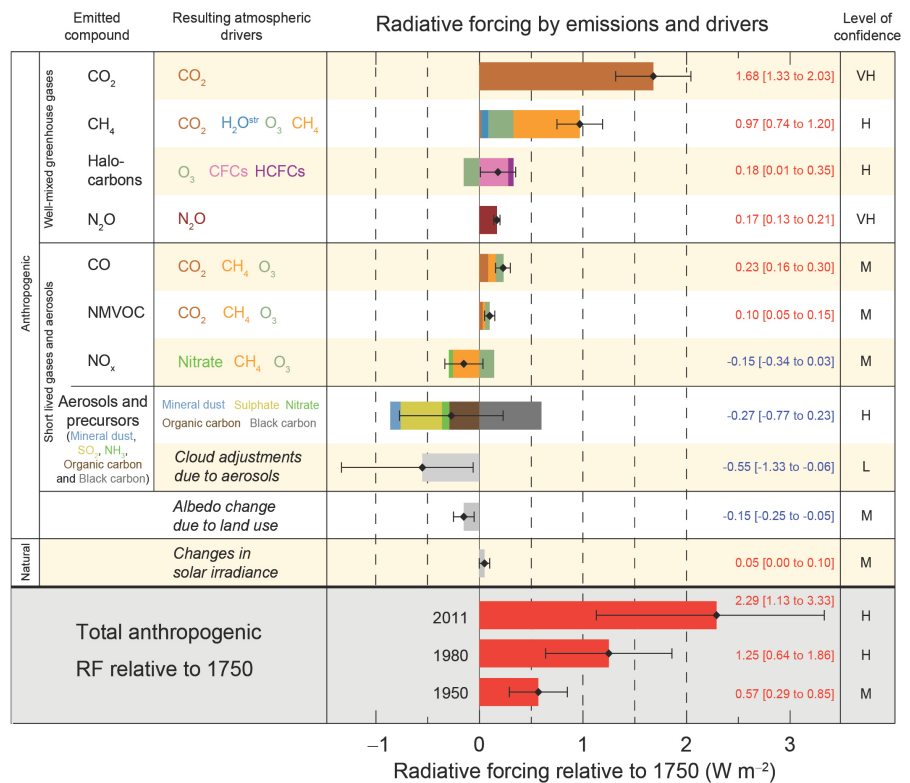 Emitted compound
Resulting atmospheric drivers
Radiative forcing by emissions and drivers
Level of confidence
Anthropogenic
Well-mixed greenhouse gases
CO₂
CO₂
1.68 [1.33 to 2.03]
VH
CH₄
CO₂ H₂Oˢᵗʳ O₃ CH₄
0.97 [0.74 to 1.20]
H
Halo-
carbons
O₃ CFCs HCFCs
0.18 [0.01 to 0.35]
H
N₂O
N₂O
0.17 [0.13 to 0.21]
VH
Short lived gases and aerosols
CO
CO₂ CH₄ O₃
0.23 [0.16 to 0.30]
M
NMVOC
CO₂ CH₄ O₃
0.10 [0.05 to 0.15]
M
NOₓ
Nitrate CH₄ O₃
-0.15 [-0.34 to 0.03]
M
Aerosols and
precursors
(Mineral dust,
SO₂, NH₃,
Organic carbon
and Black carbon)
Mineral dust Sulphate Nitrate
Organic carbon Black carbon
-0.27 [-0.77 to 0.23]
H
Cloud adjustments
due to aerosols
-0.55 [-1.33 to -0.06]
L
Albedo change
due to land use
-0.15 [-0.25 to -0.05]
M
Natural
Changes in
solar irradiance
0.05 [0.00 to 0.10]
M
Total anthropogenic
RF relative to 1750
2011
2.29 [1.13 to 3.33]
H
1980
1.25 [0.64 to 1.86]
H
1950
0.57 [0.29 to 0.85]
M
−1 0 1 2 3
Radiative forcing relative to 1750 (W m⁻²)